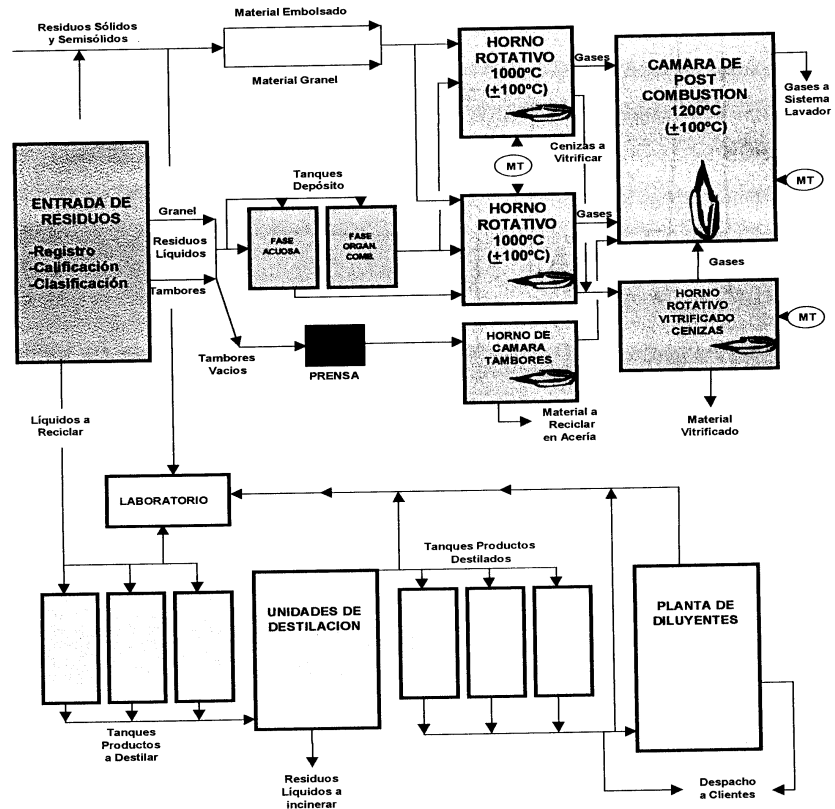 Residuos Sólidos
y Semisólidos
Material Embolsado
Material Granel
HORNO
ROTATIVO
1000ºC
(±100ºC)
Gases
CAMARA DE
POST
COMBUSTION
1200ºC
(±100ºC)
Gases a
Sistema
Lavador
Cenizas a
Vitrificar
MT
MT
ENTRADA DE
RESIDUOS
-Registro
-Calificación
-Clasificación
Granel
Residuos
Líquidos
Tambores
Tanques
Depósito
FASE
ACUOSA
FASE
ORGAN.
COMB.
HORNO
ROTATIVO
1000ºC
(±100ºC)
Gases
Gases
HORNO
ROTATIVO
VITRIFICADO
CENIZAS
MT
Tambores
Vacios
PRENSA
HORNO DE
CAMARA
TAMBORES
Material a
Reciclar
en Acería
Material
Vitrificado
Líquidos a
Reciclar
LABORATORIO
Tanques Productos
Destilados
UNIDADES DE
DESTILACION
PLANTA DE
DILUYENTES
Tanques
Productos
a Destilar
Residuos
Líquidos a
incinerar
Despacho
a Clientes